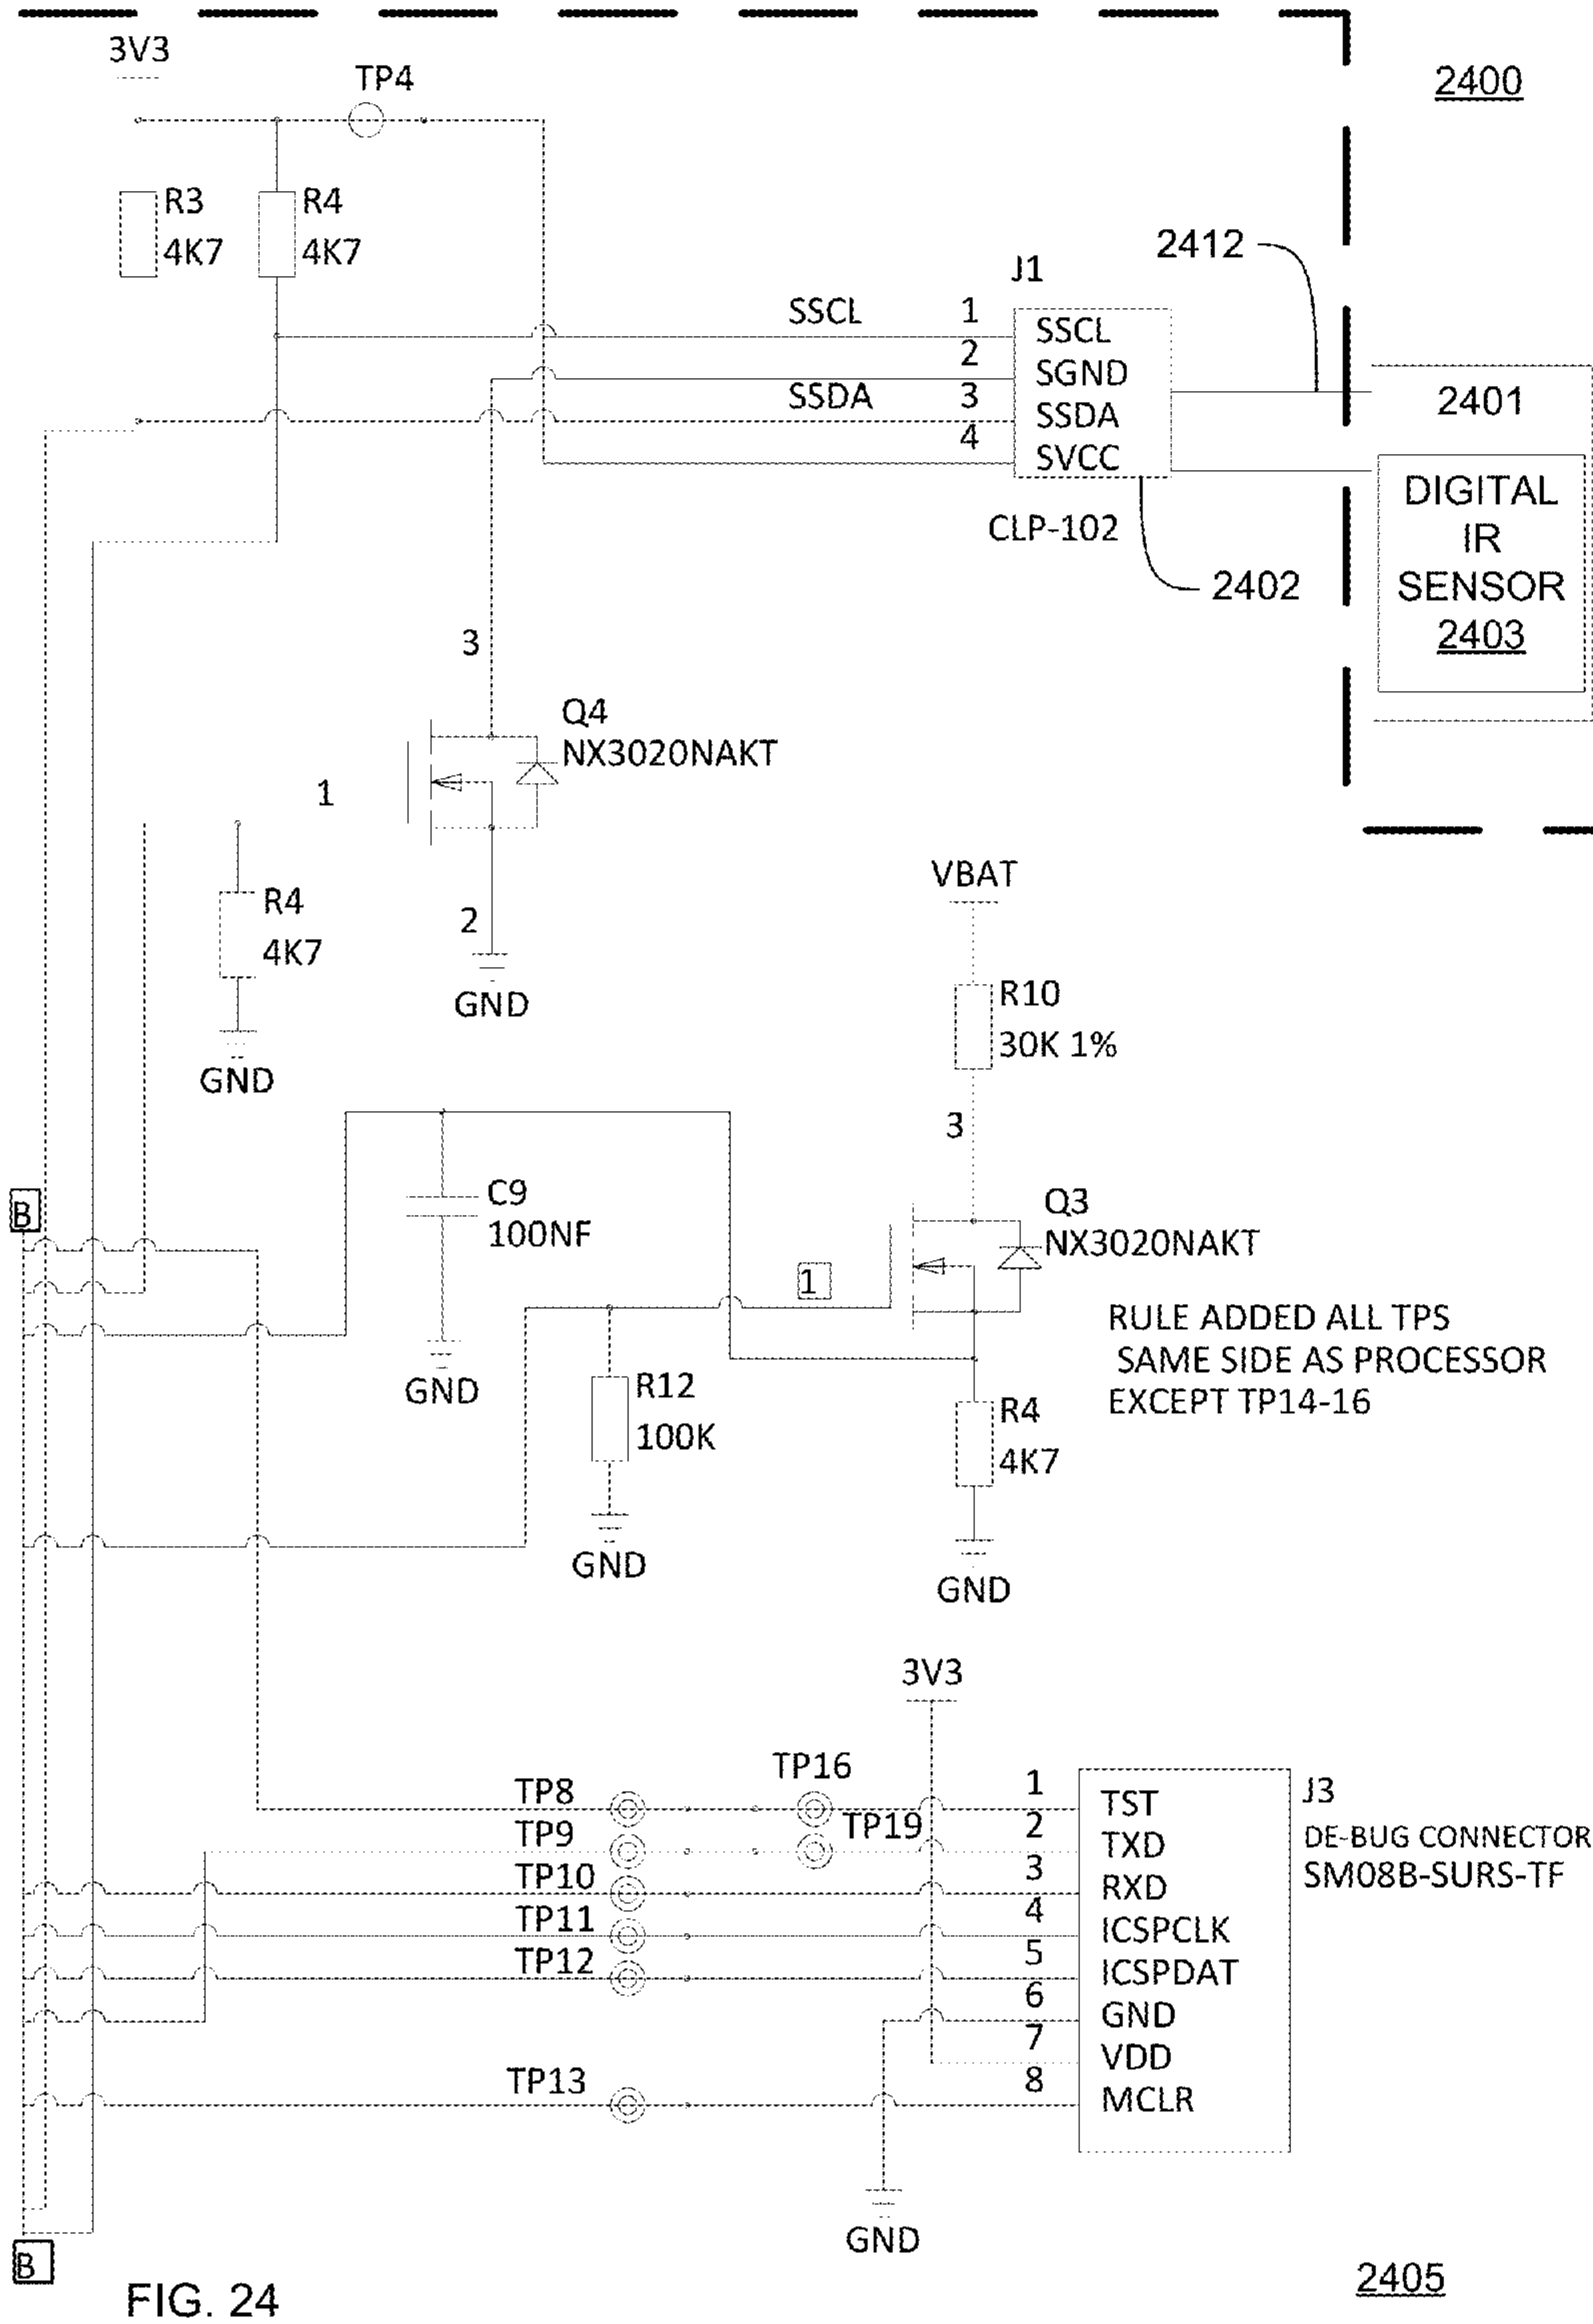 3V3
TP4
2400
R3
4K7
R4
4K7
2412
J1
SSCL
1
SSCL
2
SGND
SSDA
3
SSDA
4
SVCC
2401
DIGITAL
IR
SENSOR
2403
CLP-102
2402
3
Q4
NX3020NAKT
1
2
GND
R4
4K7
GND
VBAT
R10
30K 1%
3
B
C9
100NF
GND
Q3
NX3020NAKT
1
RULE ADDED ALL TPS
SAME SIDE AS PROCESSOR
EXCEPT TP14-16
R12
100K
GND
R4
4K7
GND
3V3
TP8
TP16
1
TST
J3
TP9
TP19
2
TXD
DE-BUG CONNECTOR
SM08B-SURS-TF
TP10
3
RXD
TP11
4
ICSPCLK
TP12
5
ICSPDAT
6
GND
7
VDD
TP13
8
MCLR
GND
B
FIG. 24
2405